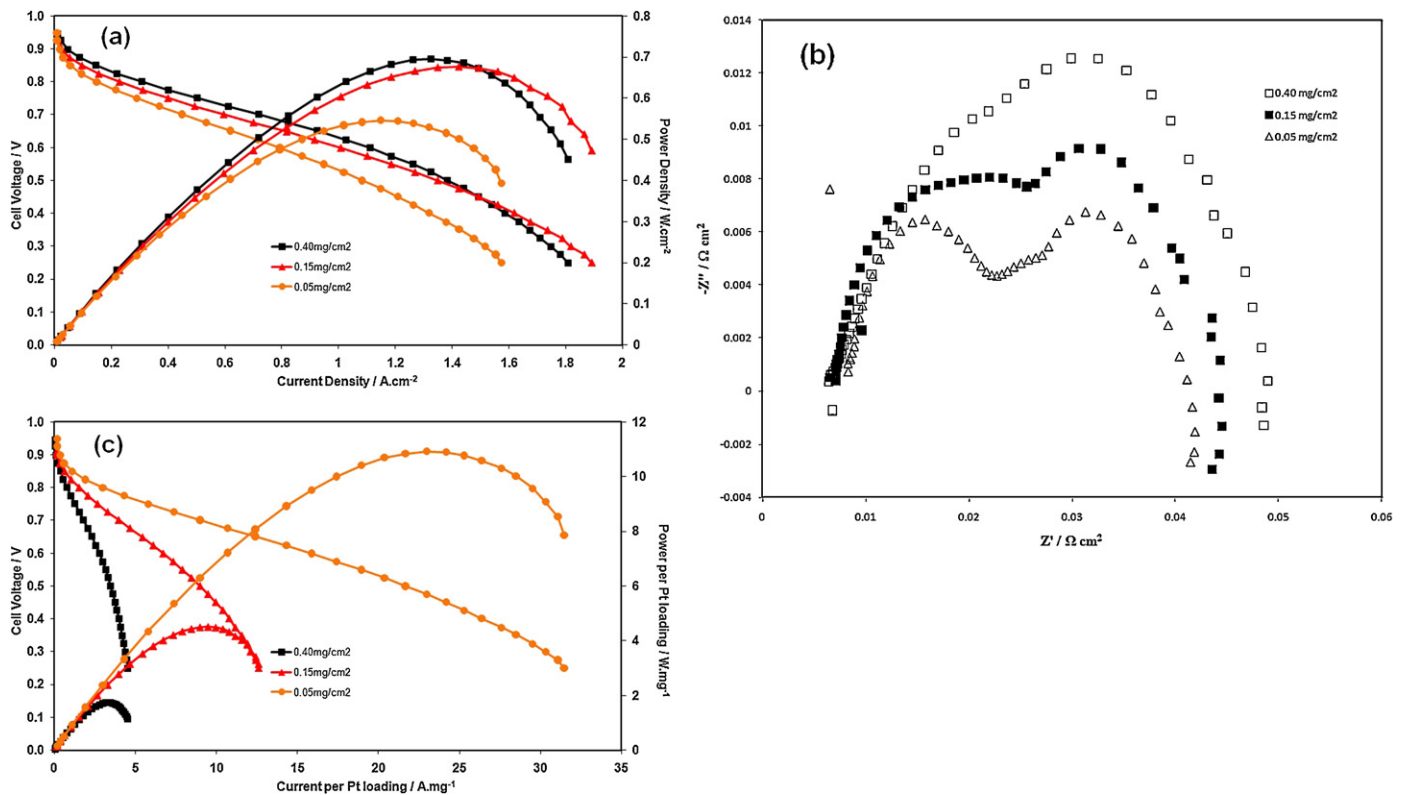 (a)
1.0
0.9
0.8
0.7
0.6
0.5
0.4
0.3
0.2
0.1
0.0
Cell Voltage / V
0 0.2 0.4 0.6 0.8 1 1.2 1.4 1.6 1.8 2
Current Density / A.cm-2
0.8
0.7
0.6
0.5
0.4
0.3
0.2
0.1
0
Power Density / W.cm-2
0.40mg/cm2
0.15mg/cm2
0.05mg/cm2
(b)
0.014
0.012
0.01
0.008
0.006
0.004
0.002
0
-0.002
-0.004
-Z'' / Ω cm2
0 0.01 0.02 0.03 0.04 0.05 0.06
Z' / Ω cm2
0.40 mg/cm2
0.15 mg/cm2
0.05 mg/cm2
(c)
1.0
0.9
0.8
0.7
0.6
0.5
0.4
0.3
0.2
0.1
0.0
Cell Voltage / V
0 5 10 15 20 25 30 35
Current per Pt loading / A.mg-1
12
10
8
6
4
2
0
Power per Pt loading / W.mg-1
0.40mg/cm2
0.15mg/cm2
0.05mg/cm2